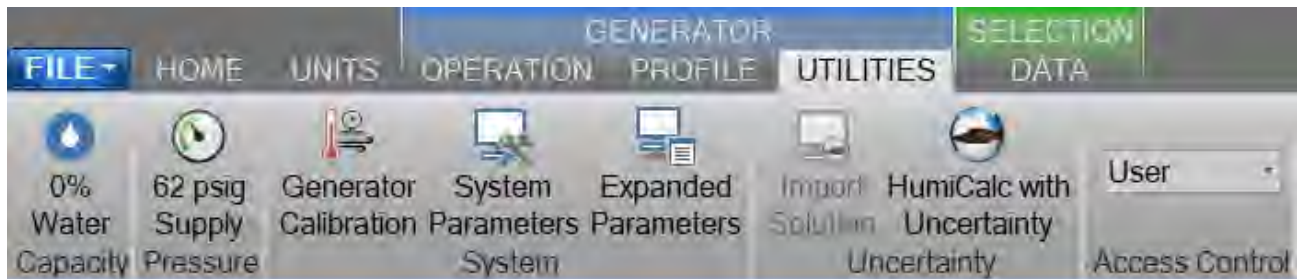 GENERATOR SELECTION
FILE HOME UNITS OPERATION PROFILE UTILITIES DATA
0% 62 psig Generator System Expanded Import HumiCalc with User
Water Supply Calibration Parameters Parameters Solution Uncertainty
Capacity Pressure System Uncertainty Access Control